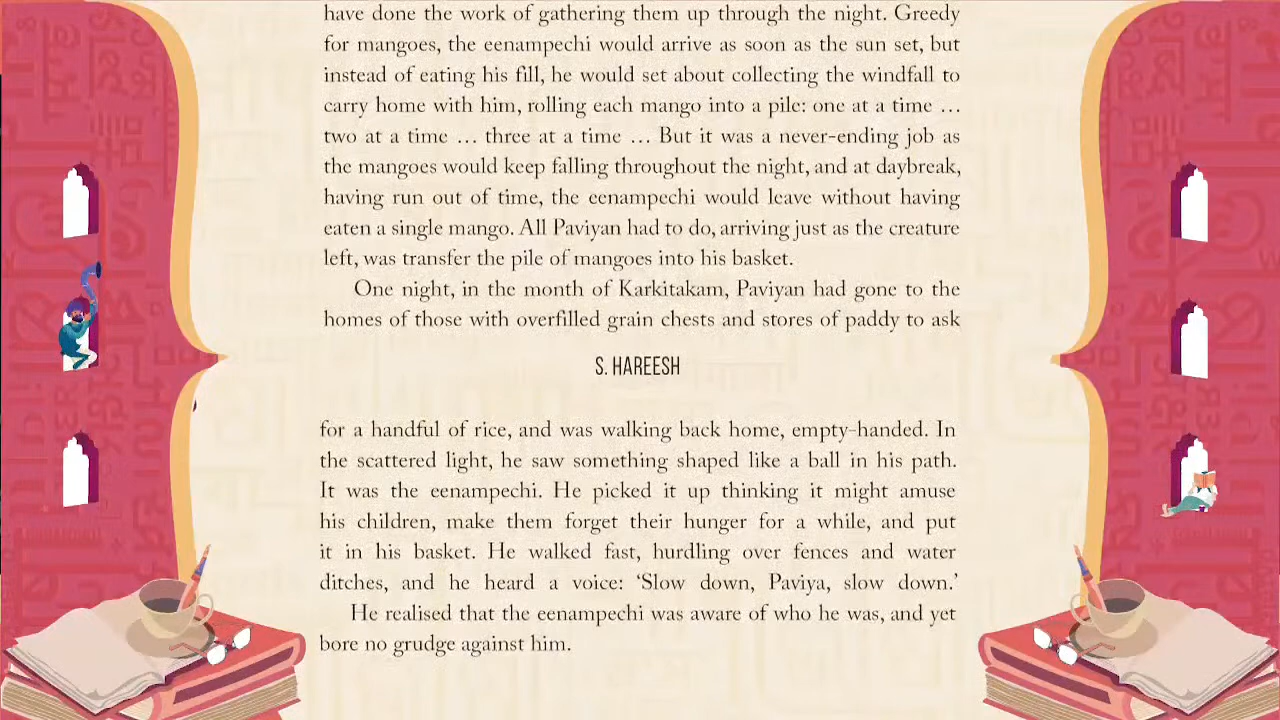 have done the work of gathering them up through the night. Greedy
for mangoes, the eenampechi would arrive as soon as the sun set, but
instead of eating his fill, he would set about collecting the windfall to
carry home with him, rolling each mango into a pile: one at a time …
two at a time … three at a time … But it was a never-ending job as
the mangoes would keep falling throughout the night, and at daybreak,
having run out of time, the eenampechi would leave without having
eaten a single mango. All Paviyan had to do, arriving just as the creature
left, was transfer the pile of mangoes into his basket.
One night, in the month of Karkitakam, Paviyan had gone to the
homes of those with overfilled grain chests and stores of paddy to ask
S. HAREESH
for a handful of rice, and was walking back home, empty-handed. In
the scattered light, he saw something shaped like a ball in his path.
It was the eenampechi. He picked it up thinking it might amuse
his children, make them forget their hunger for a while, and put
it in his basket. He walked fast, hurdling over fences and water
ditches, and he heard a voice: ‘Slow down, Paviya, slow down.’
He realised that the eenampechi was aware of who he was, and yet
bore no grudge against him.